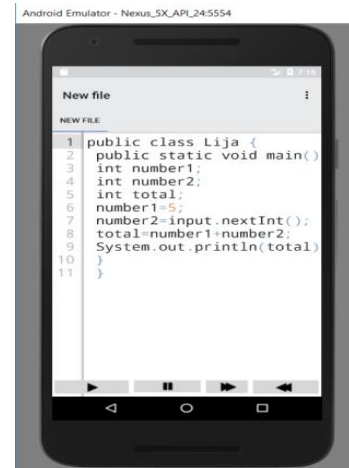 Android Emulator - Nexus_5X_API_24:5554
7:16
New file
NEW FILE
1 public class Lija {
2 public static void main()
3 int number1;
4 int number2;
5 int total;
6 number1=5;
7 number2=input.nextInt();
8 total=number1+number2;
9 System.out.println(total)
10 }
11 }